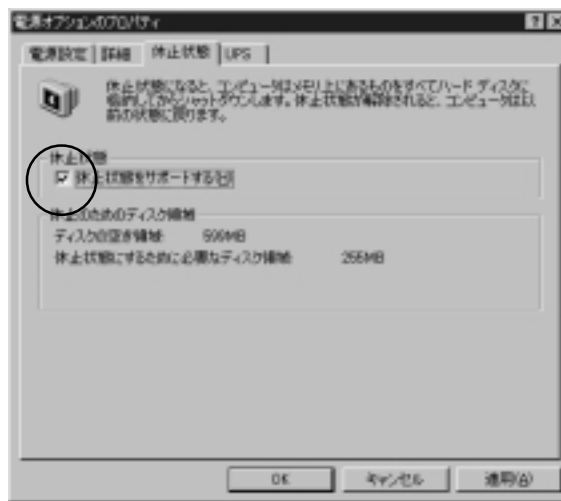 電源オプションのプロパティ
電源設定 詳細 休止状態 UPS
休止状態になると、コンピュータはメモリ上にあるものをすべてハード ディスクに
格納してからシャットダウンします。休止状態が解除されると、コンピュータは以
前の状態に戻ります。
休止状態
休止状態をサポートする(H)
休止のためのディスク領域
ディスクの空き領域: 599MB
休止状態にするために必要なディスク領域: 255MB
OK キャンセル 適用(A)